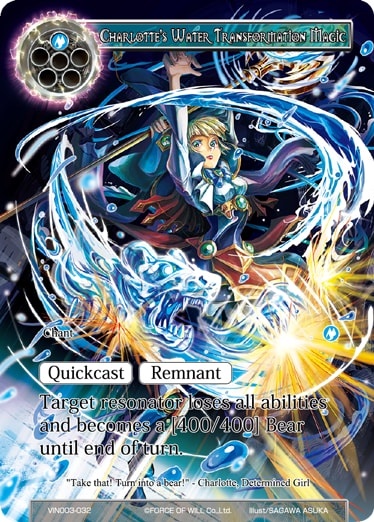 Charlotte's Water Transformation Magic
Chant
Quickcast Remnant
Target resonator loses all abilities
and becomes a [400/400] Bear
until end of turn.
"Take that! Turn into a bear!" - Charlotte, Determined Girl
VIN003-032 ©FORCE OF WILL Co.,Ltd. Illust/SAGAWA ASUKA